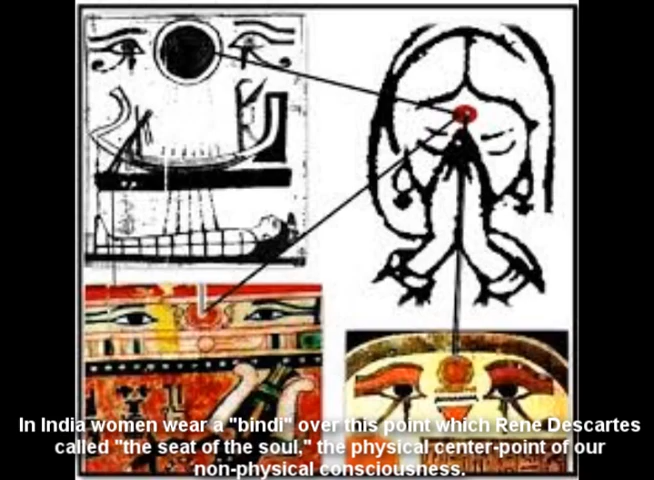 In India women wear a "bindi" over this point which Rene Descartes
called "the seat of the soul," the physical center-point of our
non-physical consciousness.